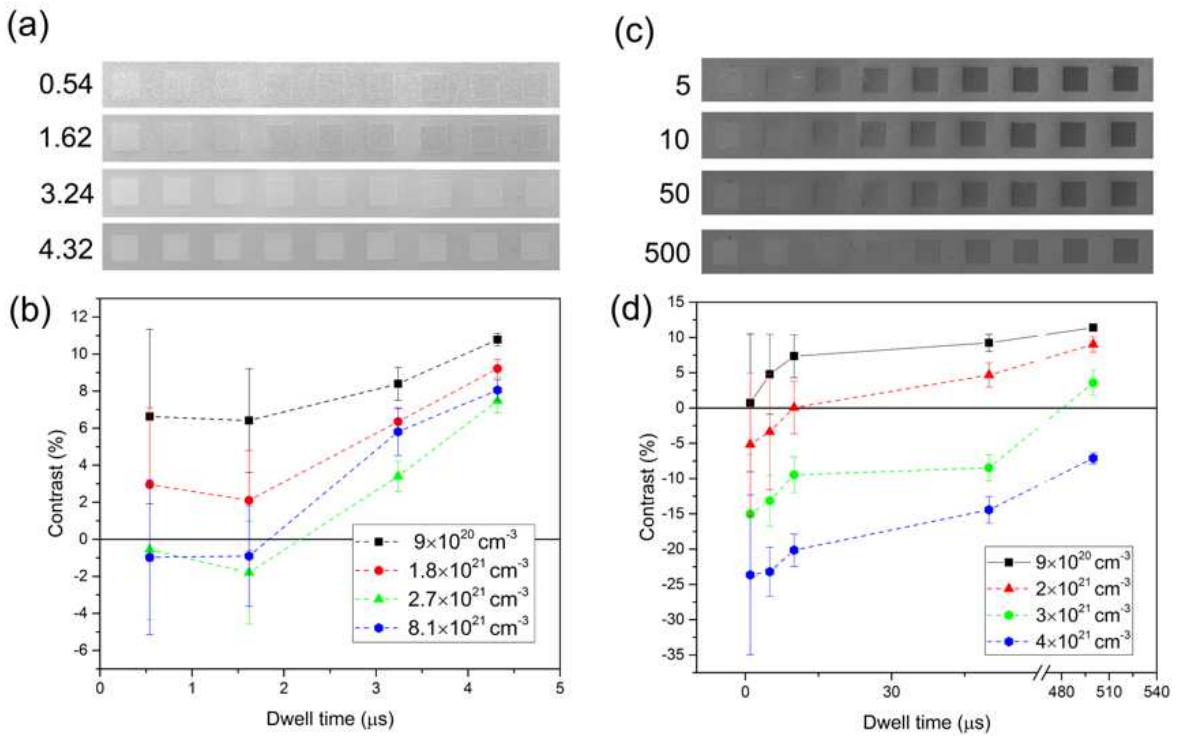 (a)
0.54
1.62
3.24
4.32
(c)
5
10
50
500
(b)
12
10
8
6
4
2
0
-2
-4
-6
Contrast (%)
0 1 2 3 4 5
Dwell time (μs)
9×10²⁰ cm⁻³
1.8×10²¹ cm⁻³
2.7×10²¹ cm⁻³
8.1×10²¹ cm⁻³
(d)
15
10
5
0
-5
-10
-15
-20
-25
-30
-35
Contrast (%)
0 30 480 510 540
Dwell time (μs)
9×10²⁰ cm⁻³
2×10²¹ cm⁻³
3×10²¹ cm⁻³
4×10²¹ cm⁻³